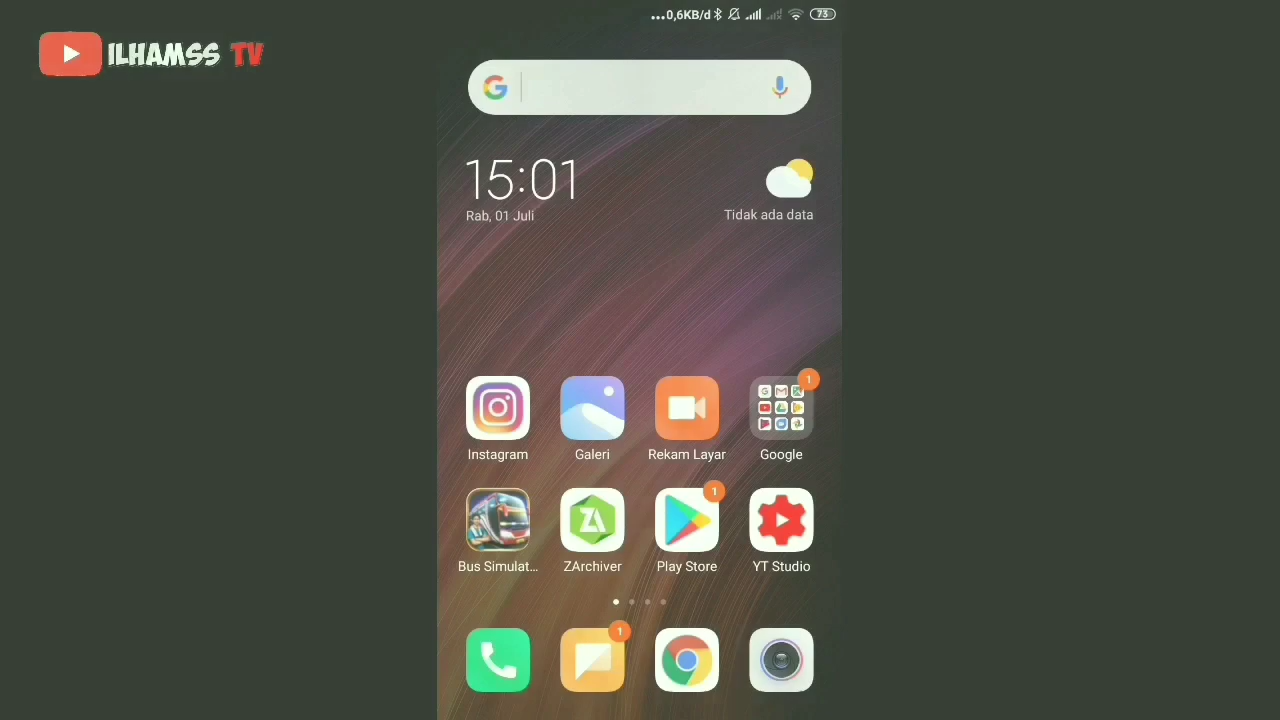 ...0,6KB/d
73
ILHAMSS TV
15:01
Rab, 01 Juli
Tidak ada data
1
Instagram
Galeri
Rekam Layar
Google
1
Bus Simulat...
ZArchiver
Play Store
YT Studio
1